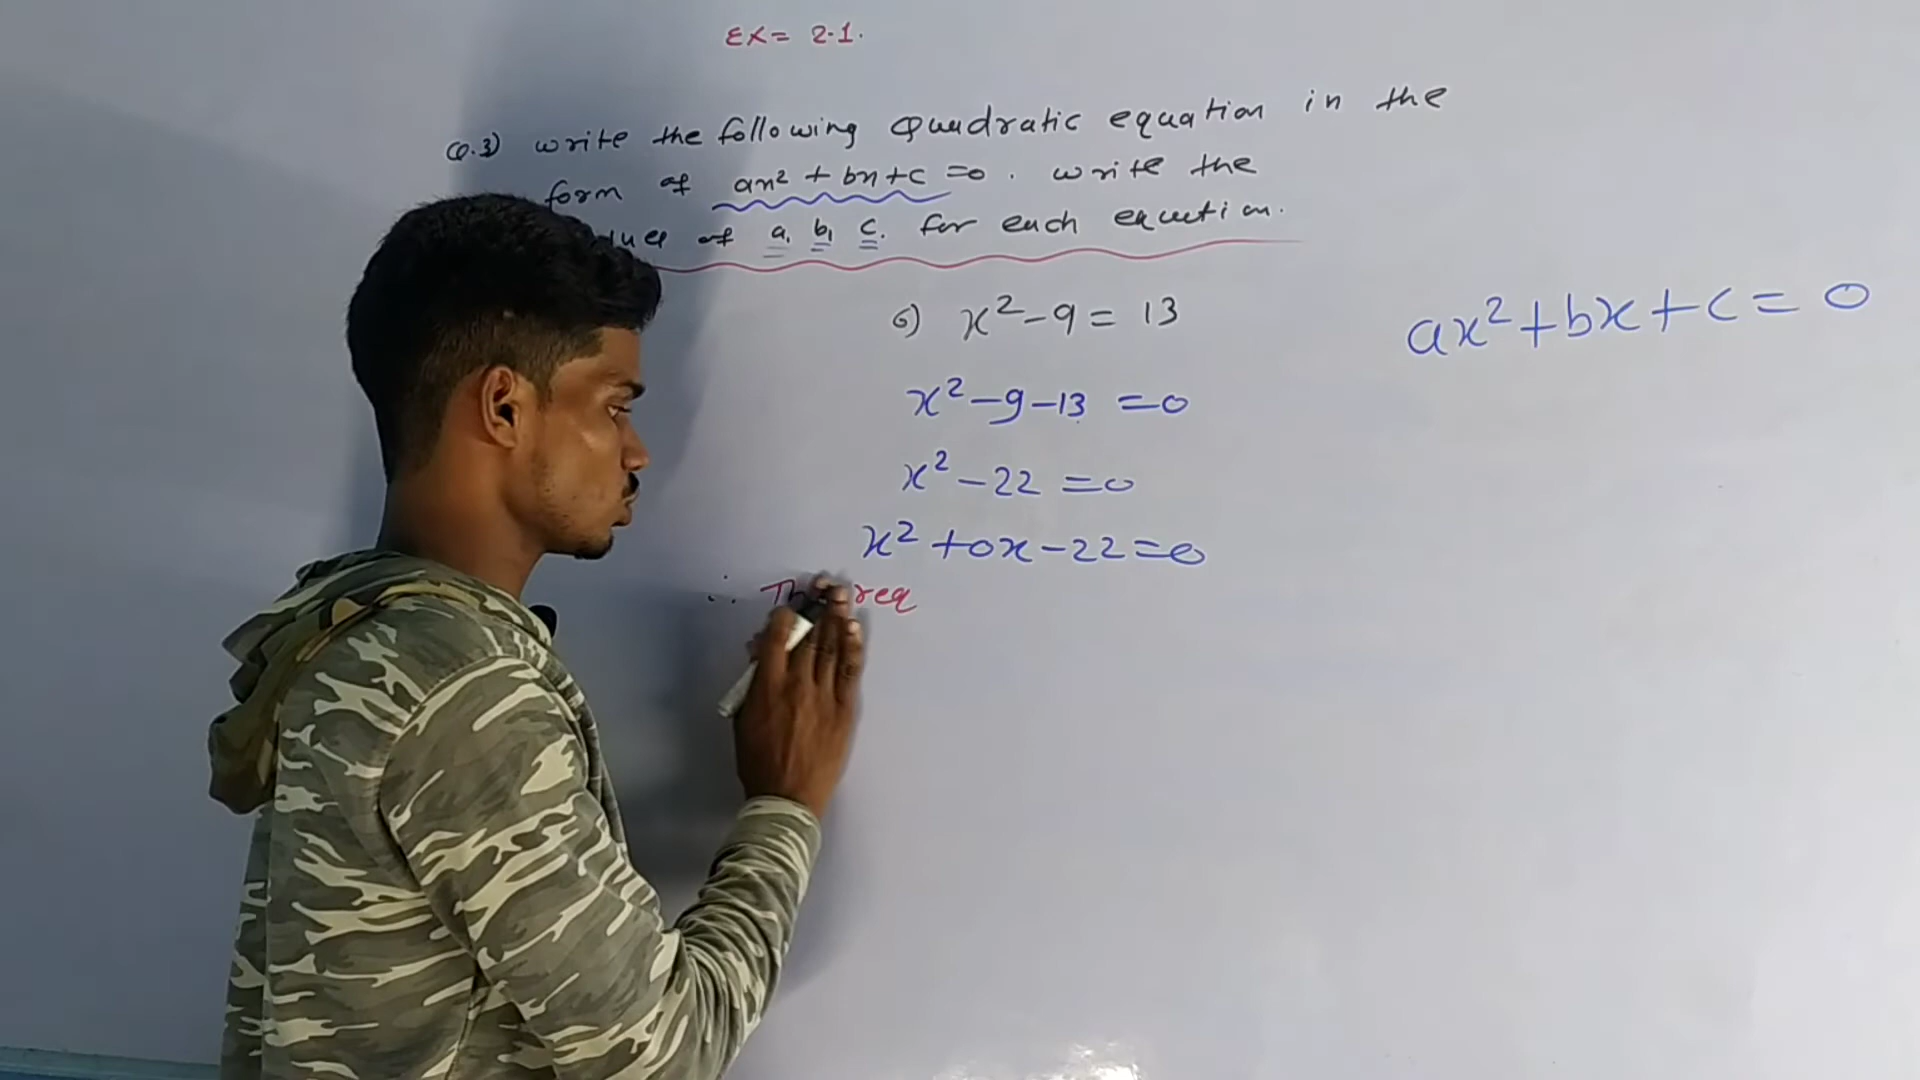 EX= 2.1.
Q.3) write the following Quadratic equation in the
form of ax² + bx+c =0. write the
of a, b, c. for each equation.
6) x²-9= 13
ax²+bx+c= 0
x²-9-13 =0
x² -22 =0
x² +0x-22=0
∴ The req